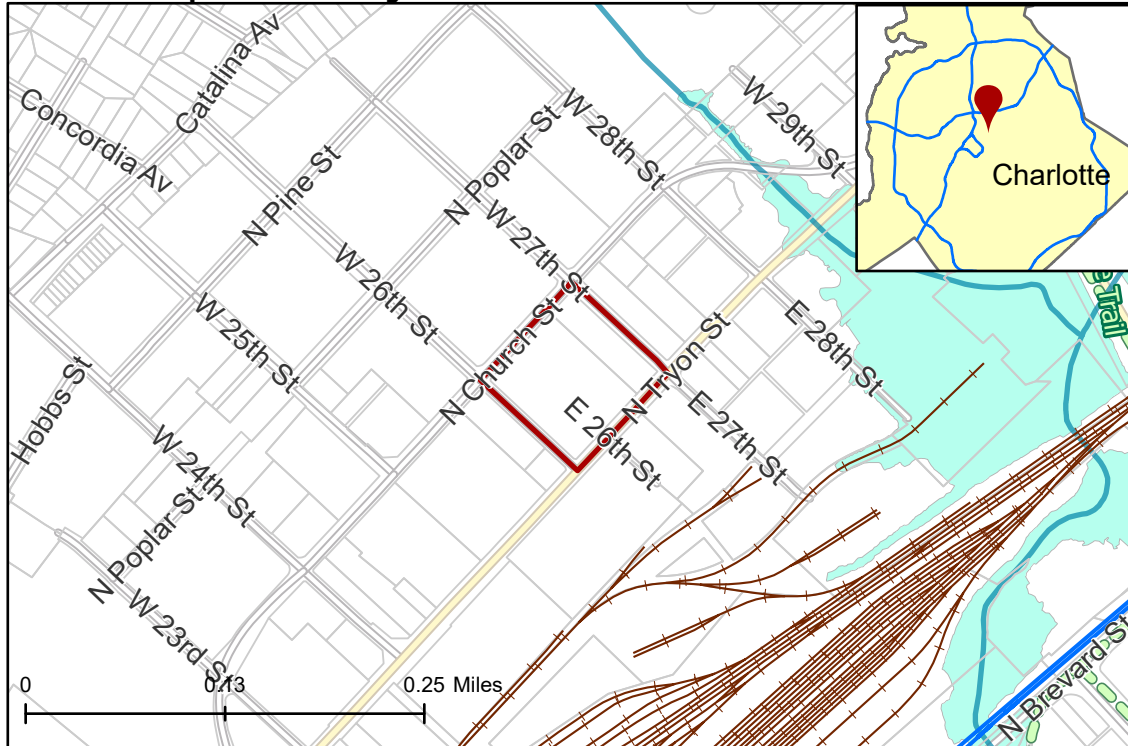 Catalina Av
Concordia Av
W 29th St
W 28th St
N Poplar St
N Pine St
W 27th St
W 26th St
Charlotte
e Trail
W 25th St
N Church St
N Tryon St
E 28th St
Hobbs St
E 27th St
E 26th St
W 24th St
N Poplar St
W 23rd St
N Brevard St
0
0.13
0.25 Miles